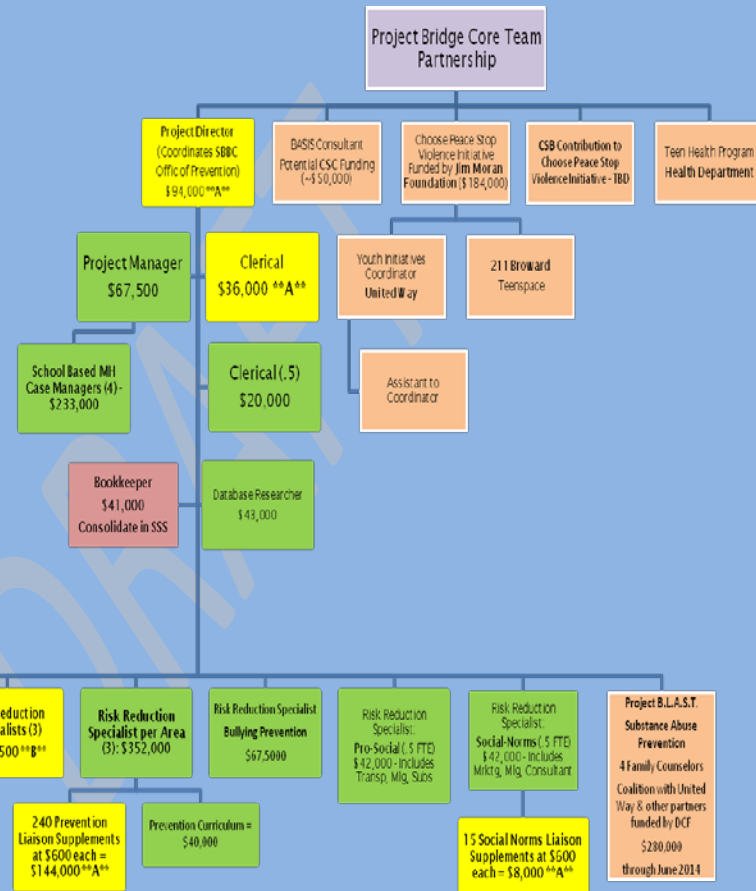 Project Bridge Core Team
Partnership
Project Director
(Coordinates SBBC
Offic of Prevention)
$94,000 **A**
BASIS Consultant
Potential CSC Funding
(~$50,000)
Choose Peace Stop
Violence Initiative
Funded by Jim Moran
Foundation ($184,000)
CSB Contribution to
Choose Peace Stop
Violence Initiative - TBD
Teen Health Program
Health Department
Project Manager
$67,500
Clerical
$36,000 **A**
Youth Initiatives
Coordinator
United Way
211 Broward
Teenspace
School Based MH
Case Managers (4) -
$233,000
Clerical (.5)
$20,000
Assistant to
Coordinator
Bookkeeper
$41,000
Consolidate in SSS
Database Researcher
$43,000
DRAFT
eduction
alists (3)
500 **B**
Risk Reduction
Specialist per Area
(3): $352,000
Risk Reduction Specialist
Bullying Prevention
$67,5000
Risk Reduction
Specialist:
Pro-Social (.5 FTE)
$42,000 - Includes
Transp, Mlg, Subs
Risk Reduction
Specialist:
Social-Norms (.5 FTE)
$42,000 - Includes
Mrktg, Mlg, Consultant
Project B.L.A.S.T.
Substance Abuse
Prevention
4 Family Counselors
Coalition with United
Way & other partners
funded by DCF
$280,000
through June 2014
240 Prevention
Liaison Supplements
at $600 each =
$144,000 **A**
Prevention Curriculum =
$40,000
15 Social Norms Liaison
Supplements at $600
each = $8,000 **A**